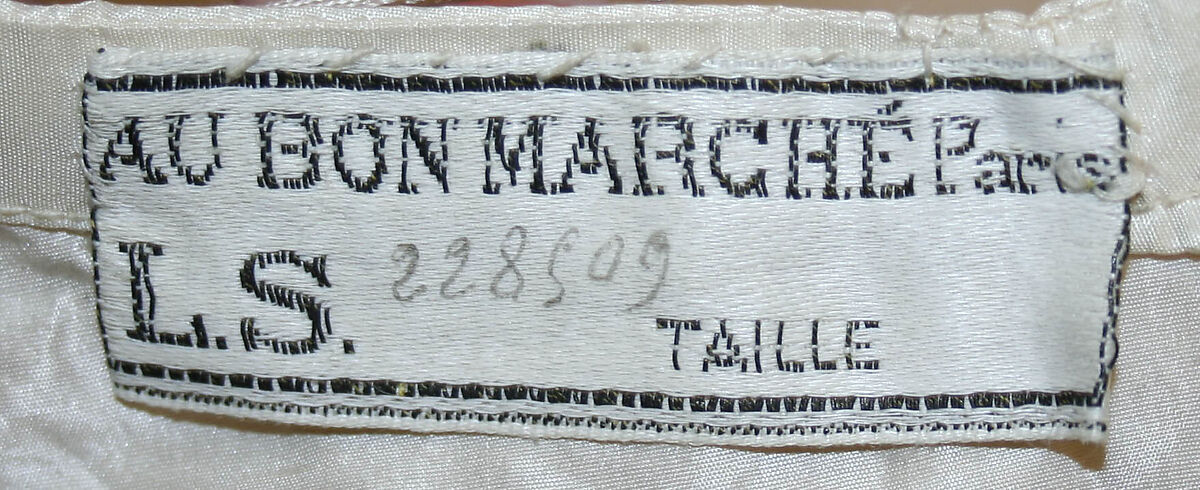 AU BON MARCHÉ Paris
L.S. 228509
TAILLE